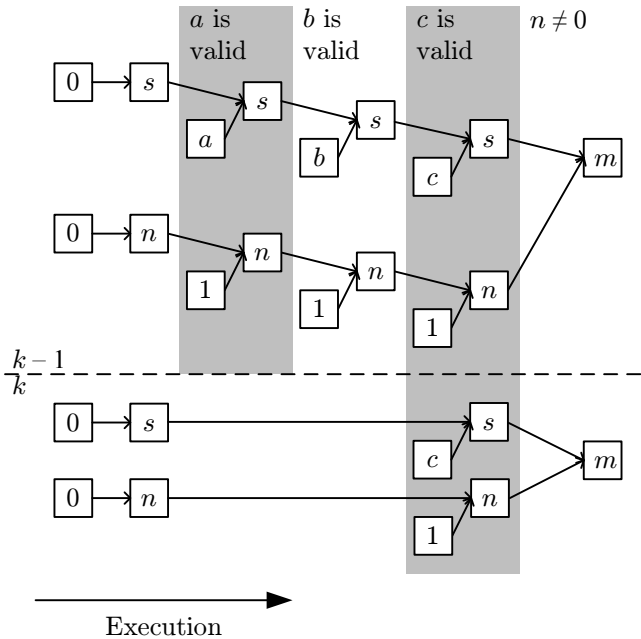 a is valid
b is valid
c is valid
n ≠ 0
0 s s s s m
a b c
0 n n n n
1 1 1
k – 1
k
0 s s m
c
0 n n
1
Execution